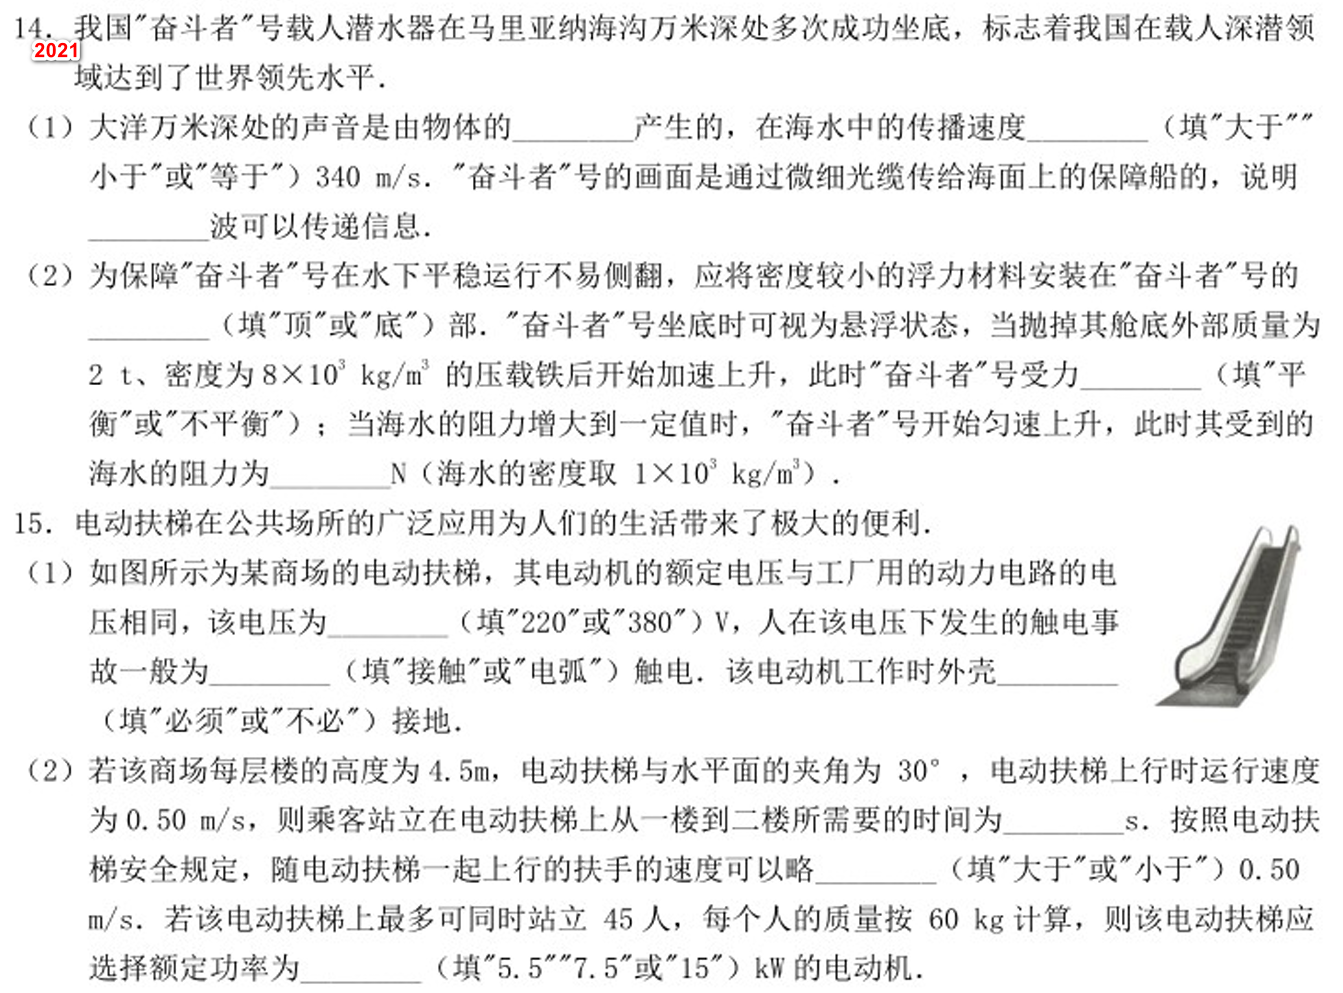 14．我国"奋斗者"号载人潜水器在马里亚纳海沟万米深处多次成功坐底，标志着我国在载人深潜领
2021
域达到了世界领先水平．
（1）大洋万米深处的声音是由物体的________产生的，在海水中的传播速度________（填"大于""
小于"或"等于"）340 m/s．"奋斗者"号的画面是通过微细光缆传给海面上的保障船的，说明
________波可以传递信息．
（2）为保障"奋斗者"号在水下平稳运行不易侧翻，应将密度较小的浮力材料安装在"奋斗者"号的
________（填"顶"或"底"）部．"奋斗者"号坐底时可视为悬浮状态，当抛掉其舱底外部质量为
2 t、密度为8×10³ kg/m³ 的压载铁后开始加速上升，此时"奋斗者"号受力________（填"平
衡"或"不平衡"）；当海水的阻力增大到一定值时，"奋斗者"号开始匀速上升，此时其受到的
海水的阻力为________N（海水的密度取 1×10³ kg/m³）．
15．电动扶梯在公共场所的广泛应用为人们的生活带来了极大的便利．
（1）如图所示为某商场的电动扶梯，其电动机的额定电压与工厂用的动力电路的电
压相同，该电压为________（填"220"或"380"）V，人在该电压下发生的触电事
故一般为________（填"接触"或"电弧"）触电．该电动机工作时外壳________
（填"必须"或"不必"）接地．
（2）若该商场每层楼的高度为4.5m，电动扶梯与水平面的夹角为 30°，电动扶梯上行时运行速度
为0.50 m/s，则乘客站立在电动扶梯上从一楼到二楼所需要的时间为________s．按照电动扶
梯安全规定，随电动扶梯一起上行的扶手的速度可以略________（填"大于"或"小于"）0.50
m/s．若该电动扶梯上最多可同时站立 45人，每个人的质量按 60 kg计算，则该电动扶梯应
选择额定功率为________（填"5.5""7.5"或"15"）kW的电动机．